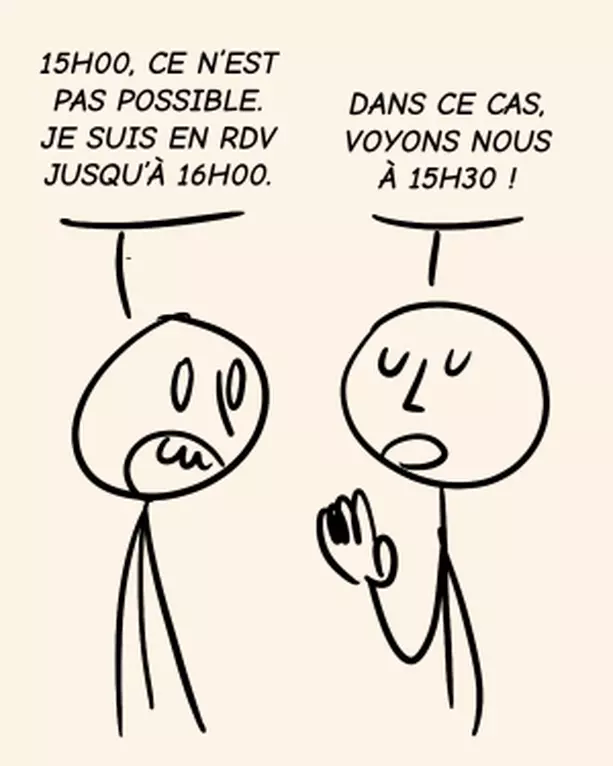 15H00, CE N'EST
PAS POSSIBLE.
JE SUIS EN RDV
JUSQU'À 16H00.
DANS CE CAS,
VOYONS NOUS
À 15H30 !